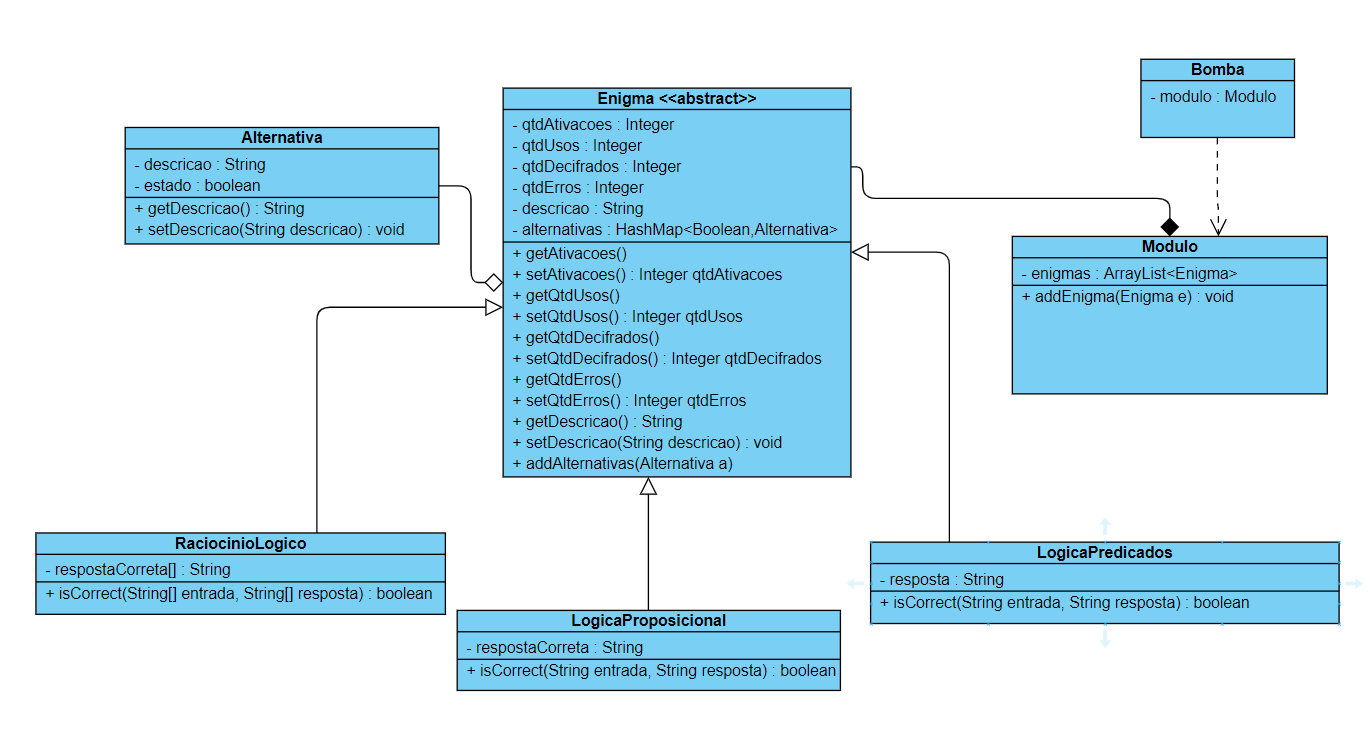 Bomba
- modulo : Modulo
Enigma <<abstract>>
- qtdAtivacoes : Integer
- qtdUsos : Integer
- qtdDecifrados : Integer
- qtdErros : Integer
- descricao : String
- alternativas : HashMap<Boolean,Alternativa>
+ getAtivacoes()
+ setAtivacoes() : Integer qtdAtivacoes
+ getQtdUsos()
+ setQtdUsos() : Integer qtdUsos
+ getQtdDecifrados()
+ setQtdDecifrados() : Integer qtdDecifrados
+ getQtdErros()
+ setQtdErros() : Integer qtdErros
+ getDescricao() : String
+ setDescricao(String descricao) : void
+ addAlternativas(Alternativa a)
Alternativa
- descricao : String
- estado : boolean
+ getDescricao() : String
+ setDescricao(String descricao) : void
Modulo
- enigmas : ArrayList<Enigma>
+ addEnigma(Enigma e) : void
RaciocinioLogico
- respostaCorreta[] : String
+ isCorrect(String[] entrada, String[] resposta) : boolean
LogicaProposicional
- respostaCorreta : String
+ isCorrect(String entrada, String resposta) : boolean
LogicaPredicados
- resposta : String
+ isCorrect(String entrada, String resposta) : boolean